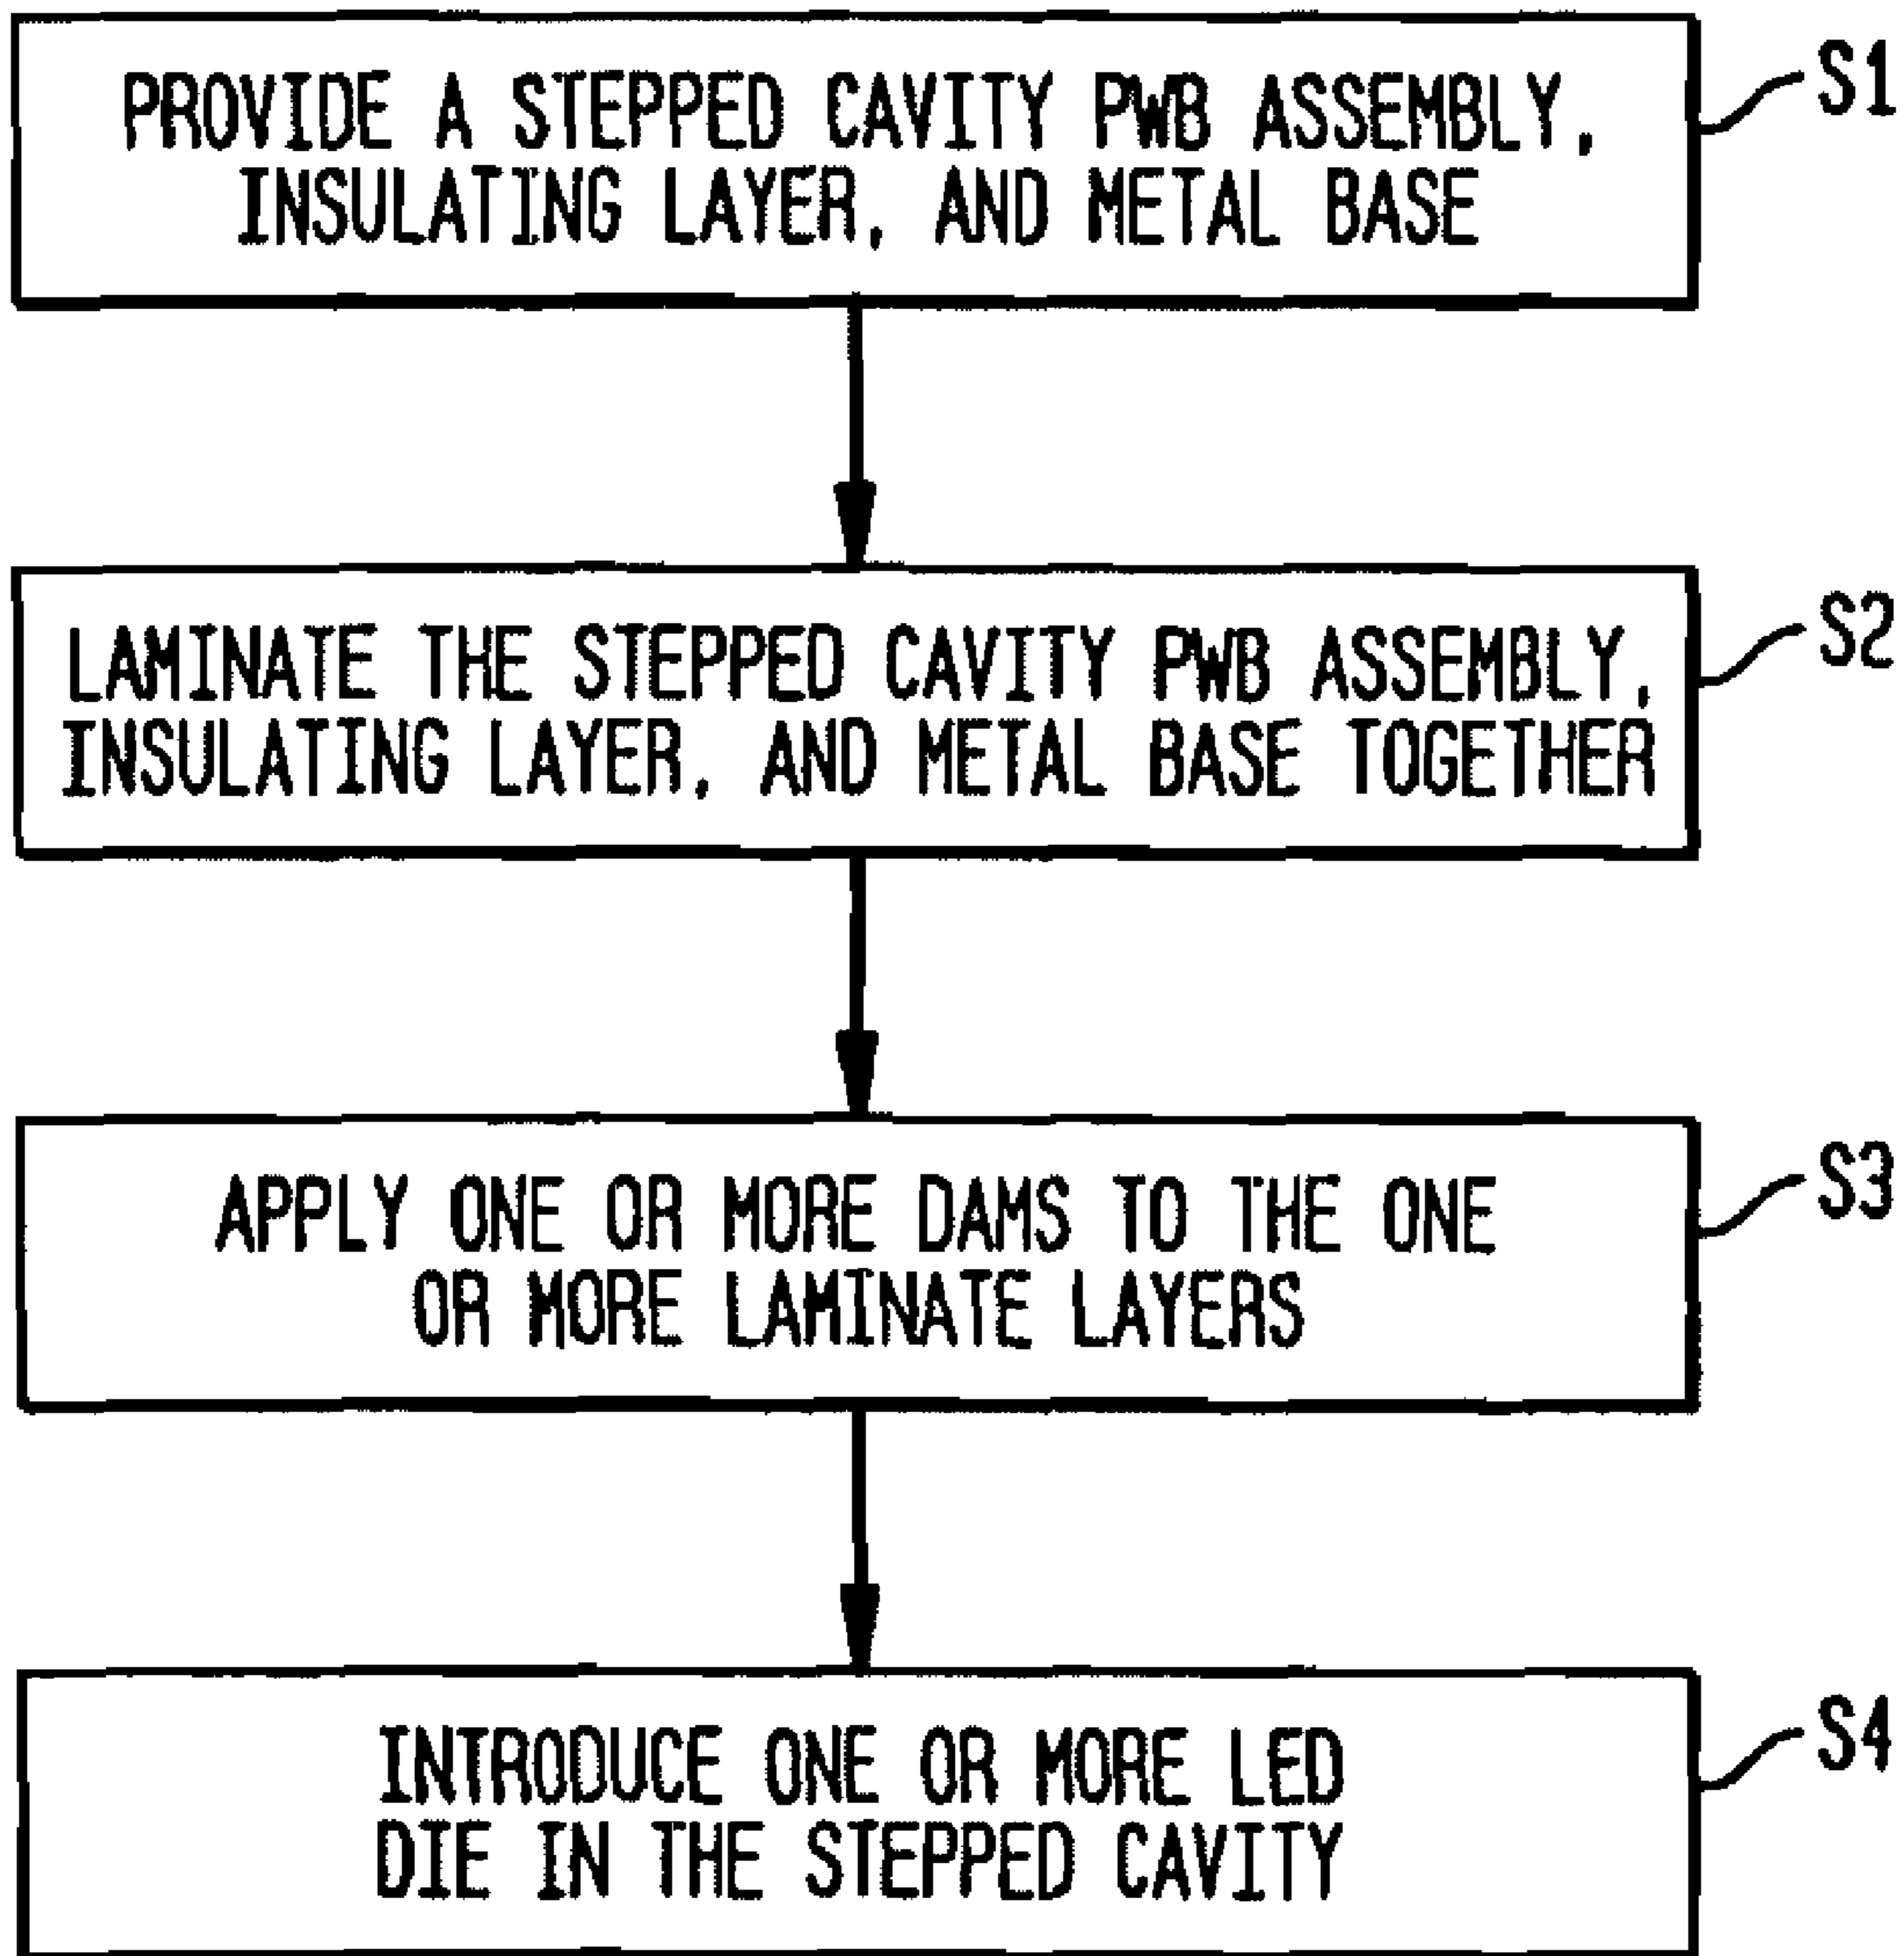 PROVIDE A STEPPED CAVITY PWB ASSEMBLY,
INSULATING LAYER, AND METAL BASE
S1
LAMINATE THE STEPPED CAVITY PWB ASSEMBLY,
INSULATING LAYER, AND METAL BASE TOGETHER
S2
APPLY ONE OR MORE DAMS TO THE ONE
OR MORE LAMINATE LAYERS
S3
INTRODUCE ONE OR MORE LED
DIE IN THE STEPPED CAVITY
S4